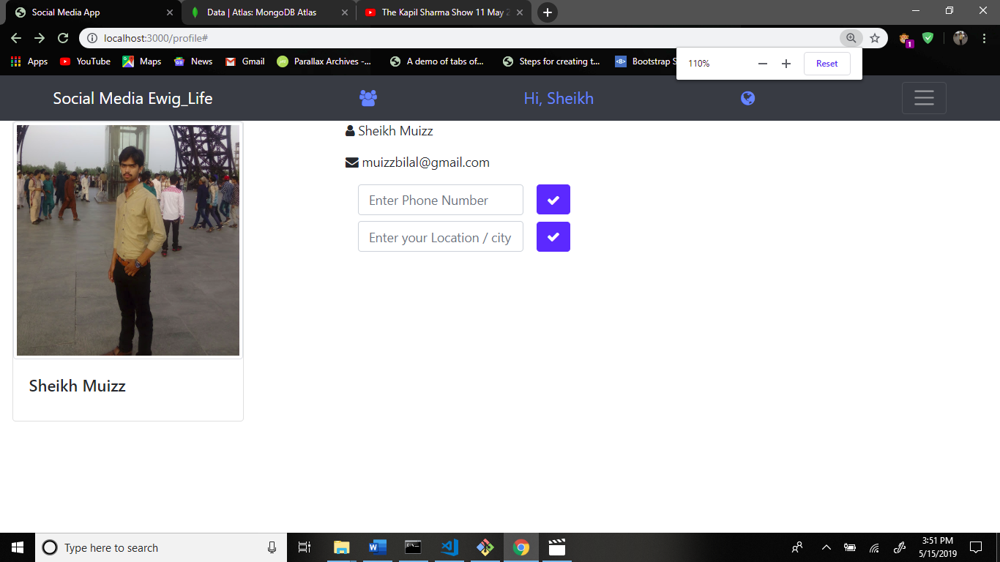 Social Media App
Data | Atlas: MongoDB Atlas
The Kapil Sharma Show 11 May 2
localhost:3000/profile#
1
Apps
YouTube
Maps
News
Gmail
Parallax Archives -...
A demo of tabs of...
Steps for creating t...
<B>
Bootstrap S
110%
Reset
Social Media Ewig_Life
Hi, Sheikh
Sheikh Muizz
muizzbilal@gmail.com
Enter Phone Number
Enter your Location / city
Sheikh Muizz
Type here to search
3:51 PM
5/15/2019